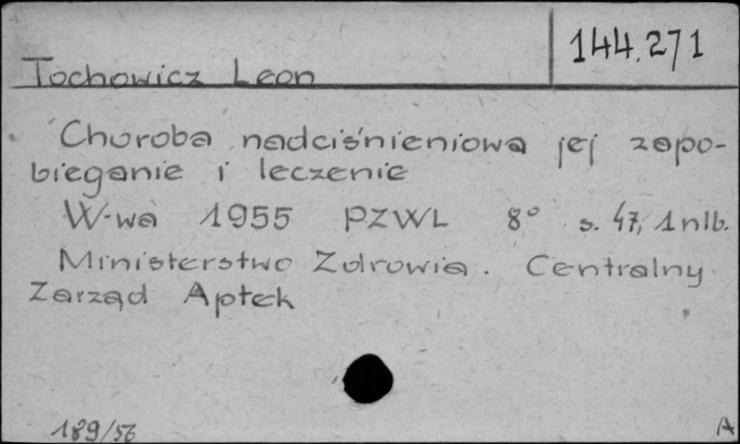 144.271
Tochowicz Leon
Choroba nadciśnieniowa jej zapo-
bieganie i leczenie
W-wa 1955 PZWL 8° s. 47, 1 nlb.
Ministerstwo Zdrowia. Centralny
Zarząd Aptek
189/56
A